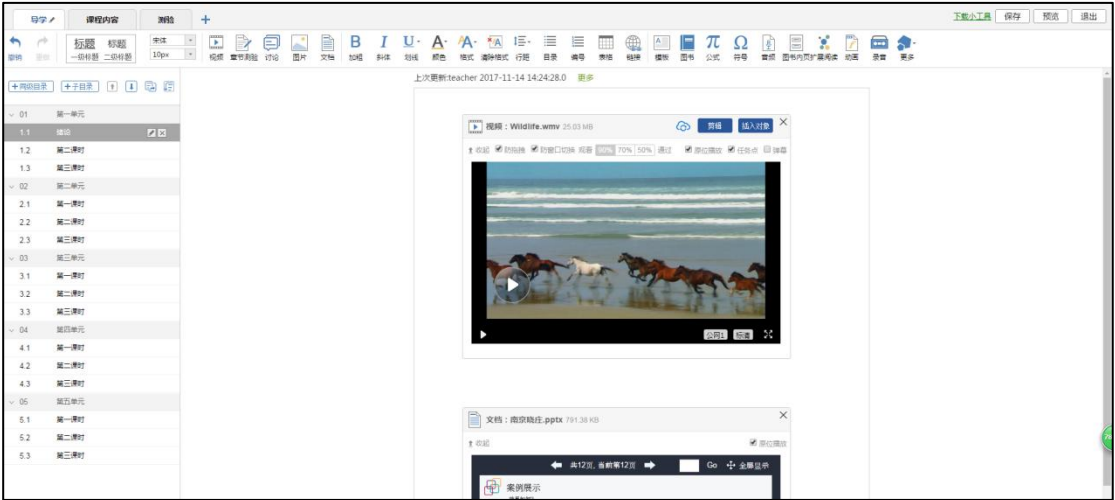 导学 课程内容 测验 +
下载小工具 保存 预览 退出
撤销 重做 标题 一级标题 标题 二级标题 宋体 10px 视频 章节测验 讨论 图片 文档 B 加粗 I 斜体 U 划线 A 颜色 A 格式 A 清除格式 行距 目录 编号 表格 链接 模版 图书 π 公式 Ω 符号 音频 图书内页 扩展阅读 动画 录音 更多
上次更新:teacher 2017-11-14 14:24:28.0 更多
+同级目录 +子目录
01 第一单元
1.1 绪论
1.2 第二课时
1.3 第三课时
02 第二单元
2.1 第一课时
2.2 第二课时
2.3 第三课时
03 第三单元
3.1 第一课时
3.2 第二课时
3.3 第三课时
04 第四单元
4.1 第一课时
4.2 第二课时
4.3 第三课时
05 第五单元
5.1 第一课时
5.2 第二课时
5.3 第三课时
视频：Wildlife.wmv 25.03 MB 剪辑 插入对象
收起 防拖拽 防窗口切换 观看 90% 70% 50% 通过 原位播放 任务点 弹幕
公网1 标清
文档：南京晓庄.pptx 791.38 KB
收起 原位播放
共12页, 当前第12页 Go 全屏显示
案例展示